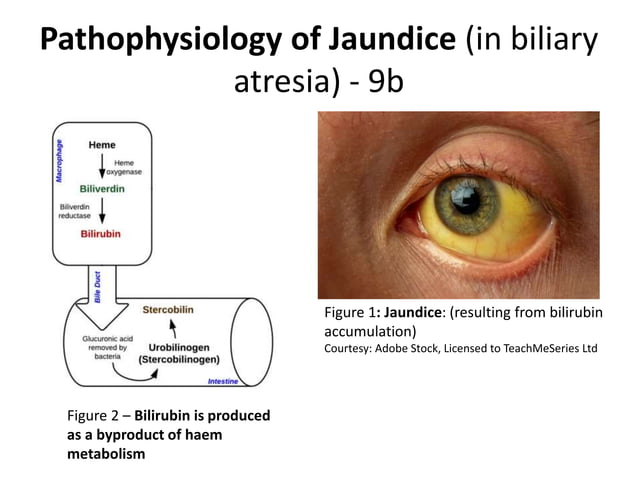 Pathophysiology of Jaundice (in biliary
atresia) - 9b
Macrophage
Heme
Heme
oxygenase
Biliverdin
Biliverdin
reductase
Bilirubin
Bile Duct
Stercobilin
Glucuronic acid
removed by
bacteria
Urobilinogen
(Stercobilinogen)
Intestine
Figure 1: Jaundice: (resulting from bilirubin
accumulation)
Courtesy: Adobe Stock, Licensed to TeachMeSeries Ltd
Figure 2 – Bilirubin is produced
as a byproduct of haem
metabolism